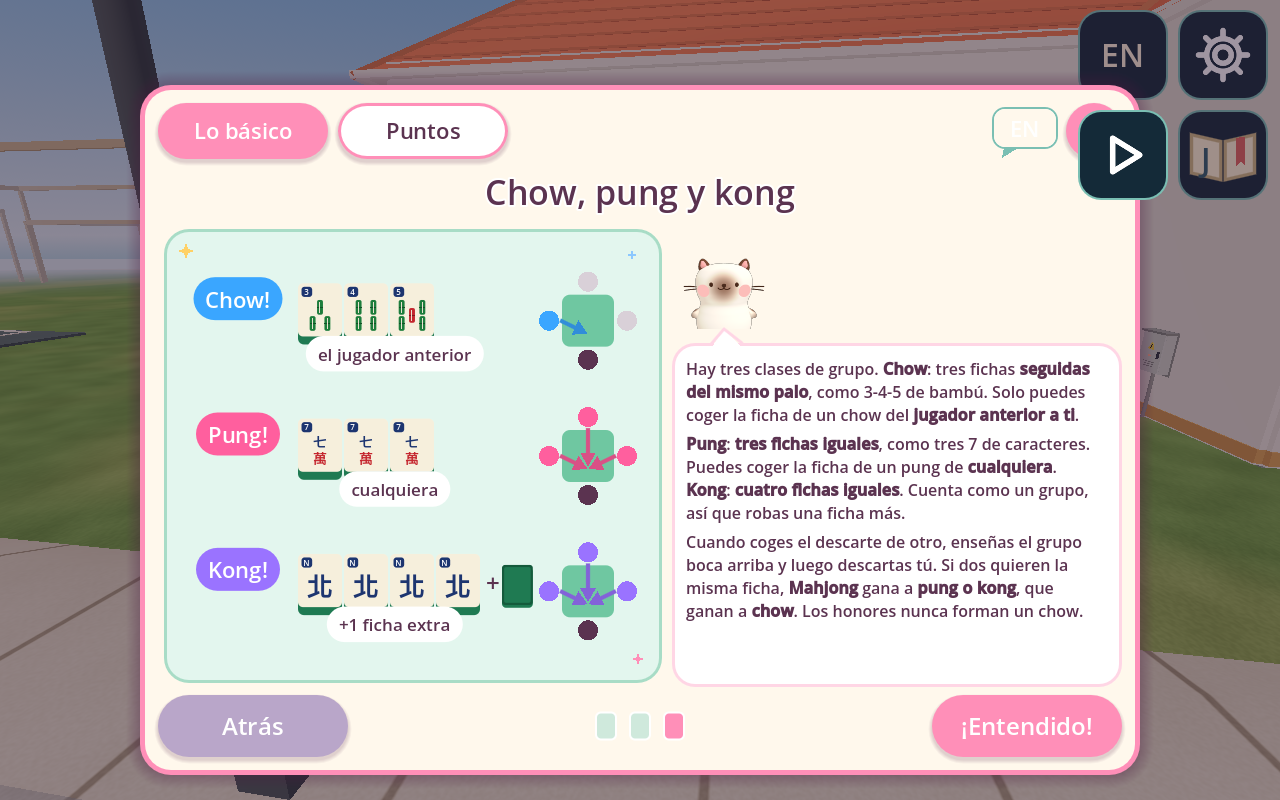 EN
Lo básico
Puntos
EN
Chow, pung y kong
Chow!
3 4 5
el jugador anterior
Pung!
7 7 7
七 七 七
萬 萬 萬
cualquiera
Kong!
N N N N
北 北 北 北
+
+1 ficha extra
Hay tres clases de grupo. Chow: tres fichas seguidas
del mismo palo, como 3-4-5 de bambú. Solo puedes
coger la ficha de un chow del jugador anterior a ti.
Pung: tres fichas iguales, como tres 7 de caracteres.
Puedes coger la ficha de un pung de cualquiera.
Kong: cuatro fichas iguales. Cuenta como un grupo,
así que robas una ficha más.
Cuando coges el descarte de otro, enseñas el grupo
boca arriba y luego descartas tú. Si dos quieren la
misma ficha, Mahjong gana a pung o kong, que
ganan a chow. Los honores nunca forman un chow.
Atrás
¡Entendido!
J